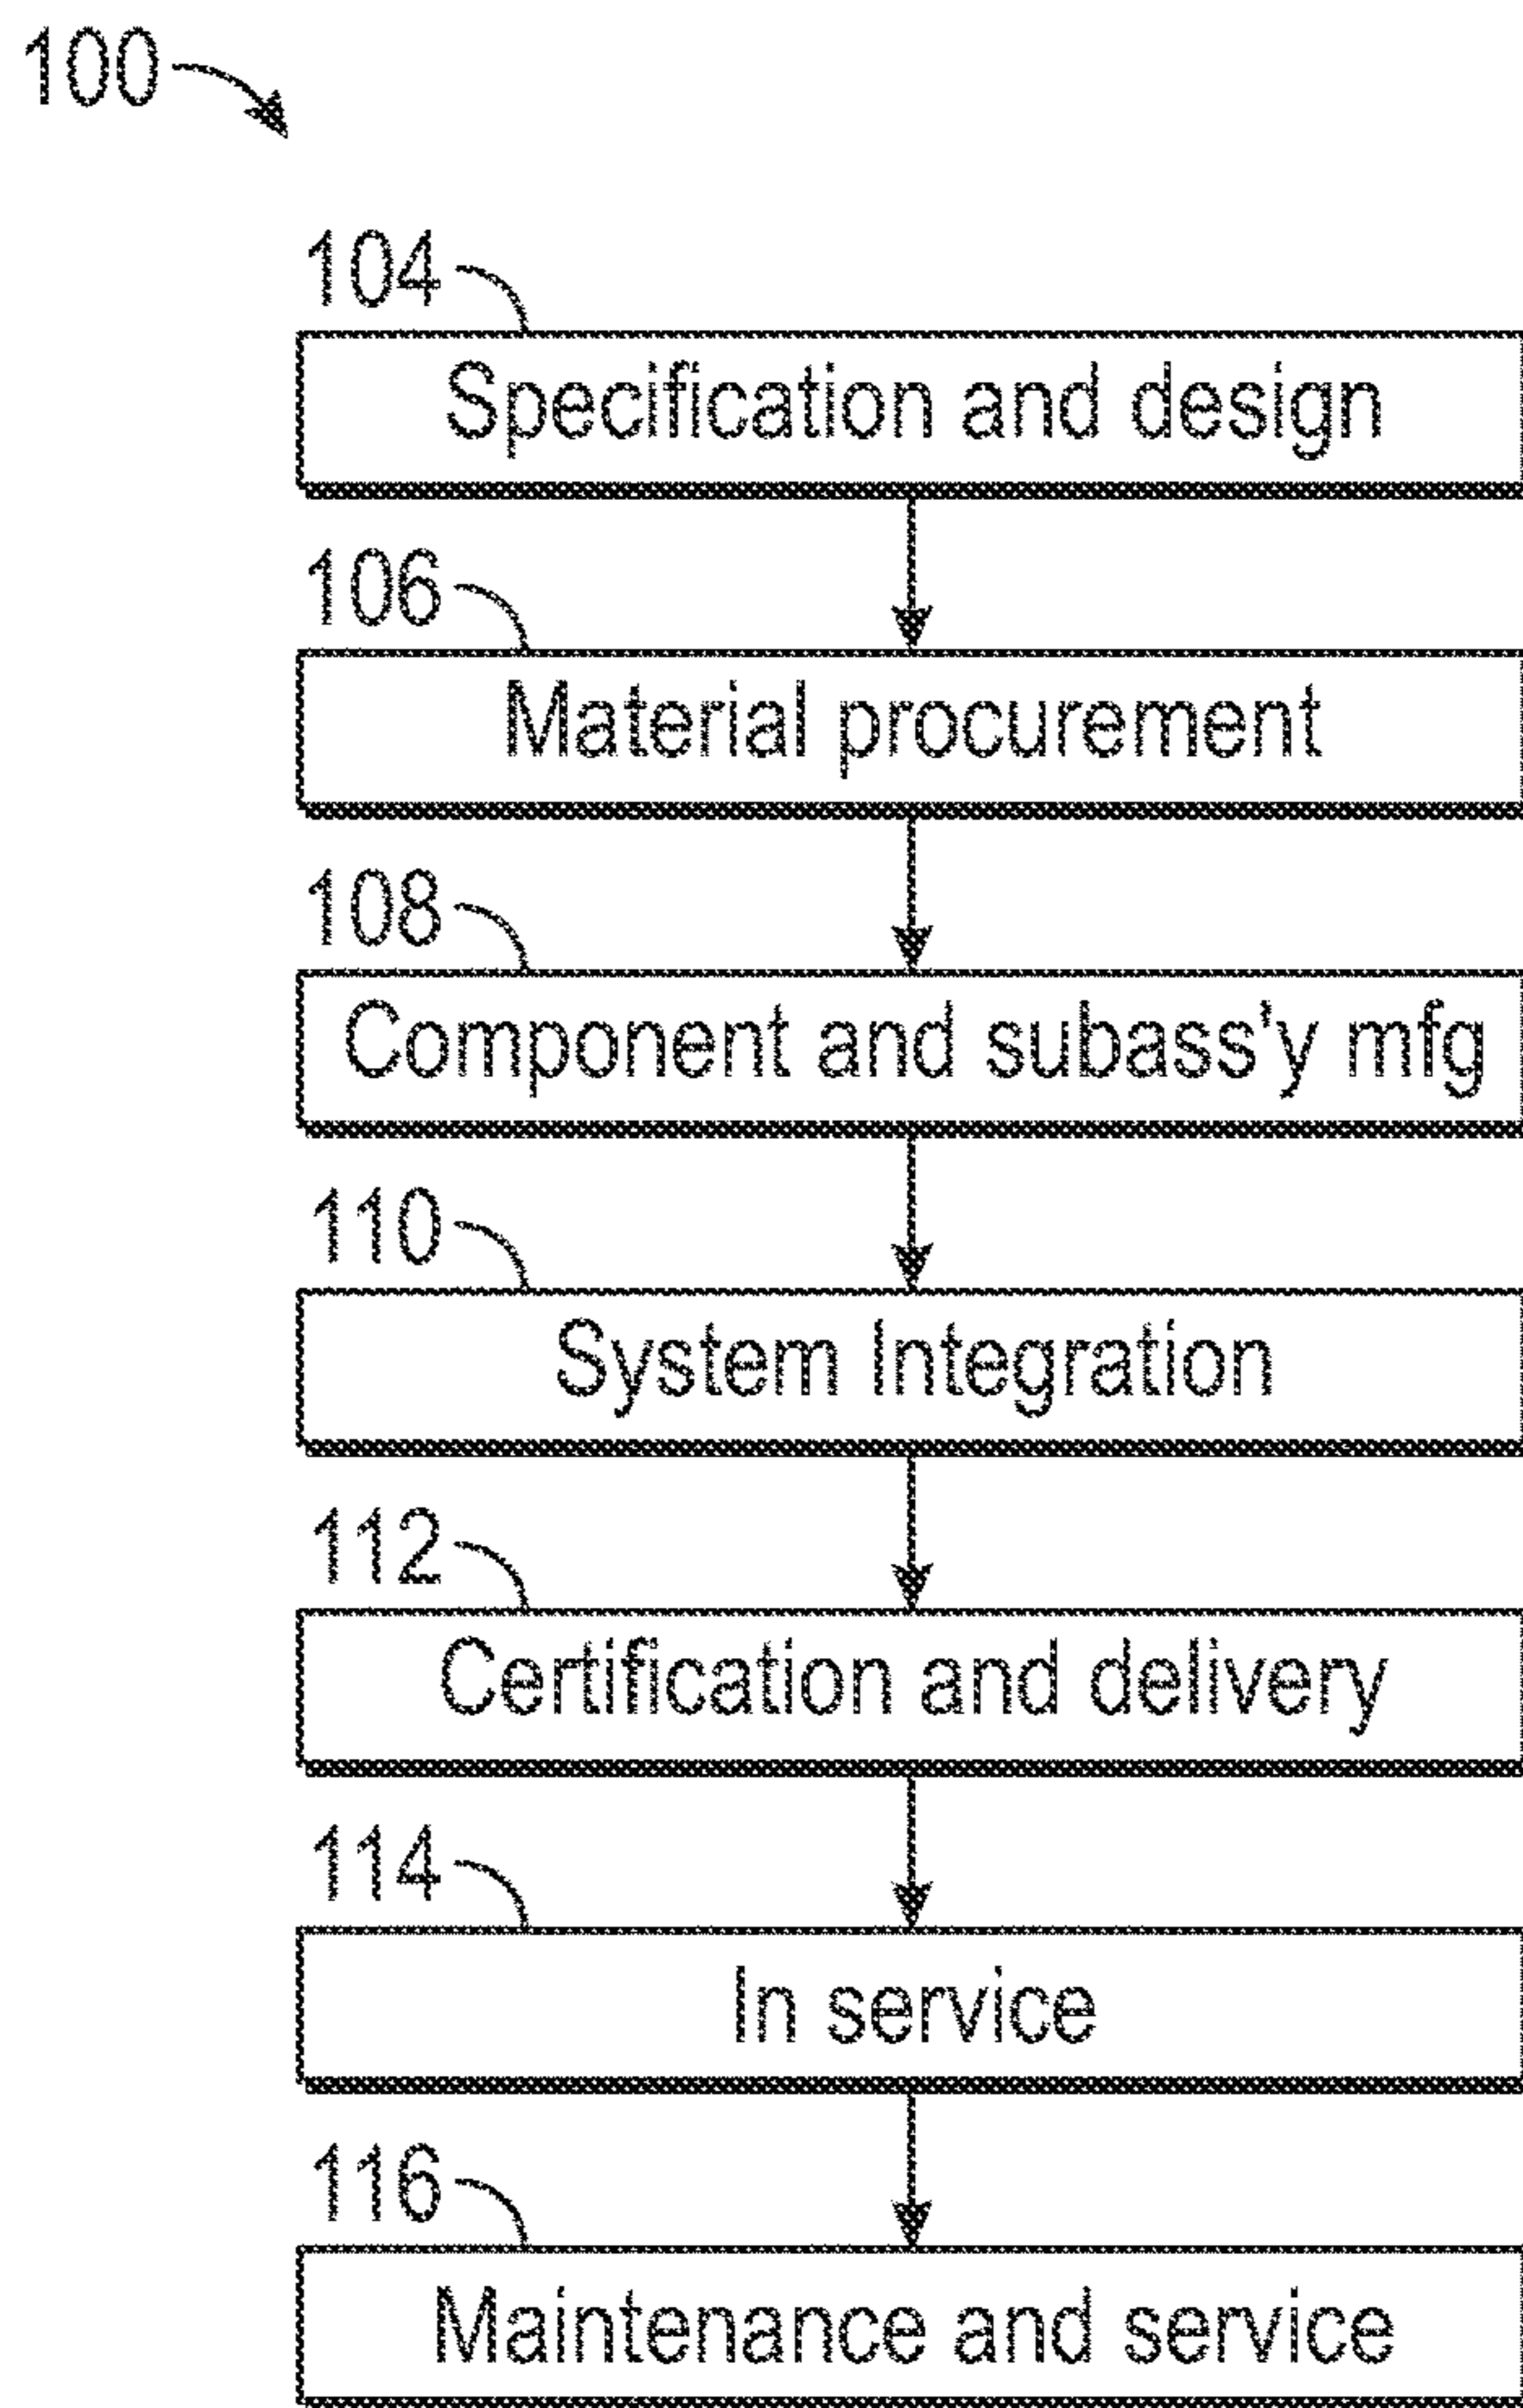 100
104
Specification and design
106
Material procurement
108
Component and subass'y mfg
110
System Integration
112
Certification and delivery
114
In service
116
Maintenance and service